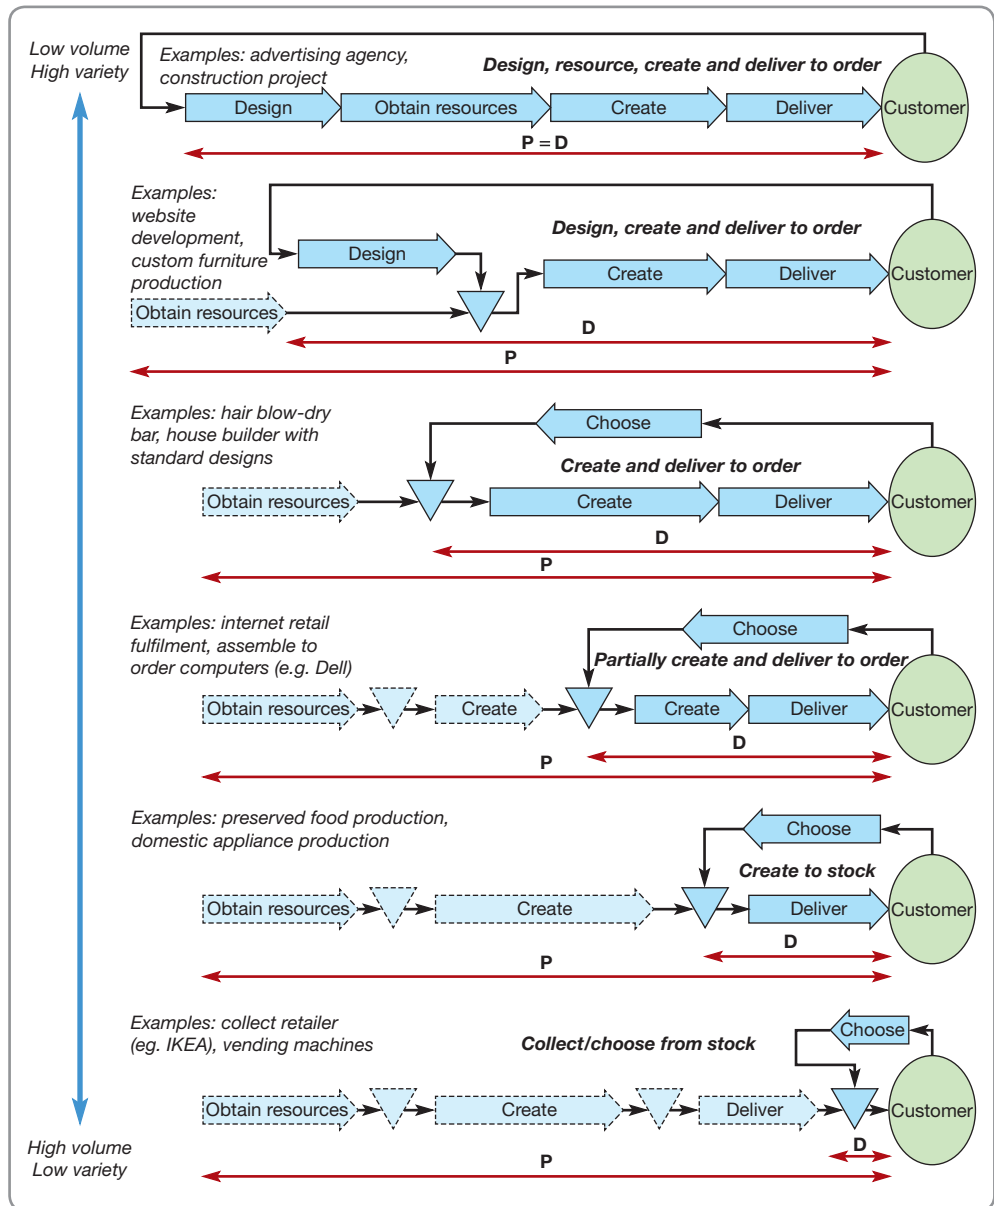 Low volume
High variety
Examples: advertising agency,
construction project
Design, resource, create and deliver to order
Design
Obtain resources
Create
Deliver
Customer
P = D
Examples:
website
development,
custom furniture
production
Design, create and deliver to order
Design
Obtain resources
Create
Deliver
Customer
D
P
Examples: hair blow-dry
bar, house builder with
standard designs
Choose
Create and deliver to order
Obtain resources
Create
Deliver
Customer
D
P
Examples: internet retail
fulfilment, assemble to
order computers (e.g. Dell)
Choose
Partially create and deliver to order
Obtain resources
Create
Create
Deliver
Customer
D
P
Examples: preserved food production,
domestic appliance production
Choose
Create to stock
Obtain resources
Create
Deliver
Customer
D
P
Examples: collect retailer
(eg. IKEA), vending machines
Collect/choose from stock
Choose
Obtain resources
Create
Deliver
Customer
D
P
High volume
Low variety